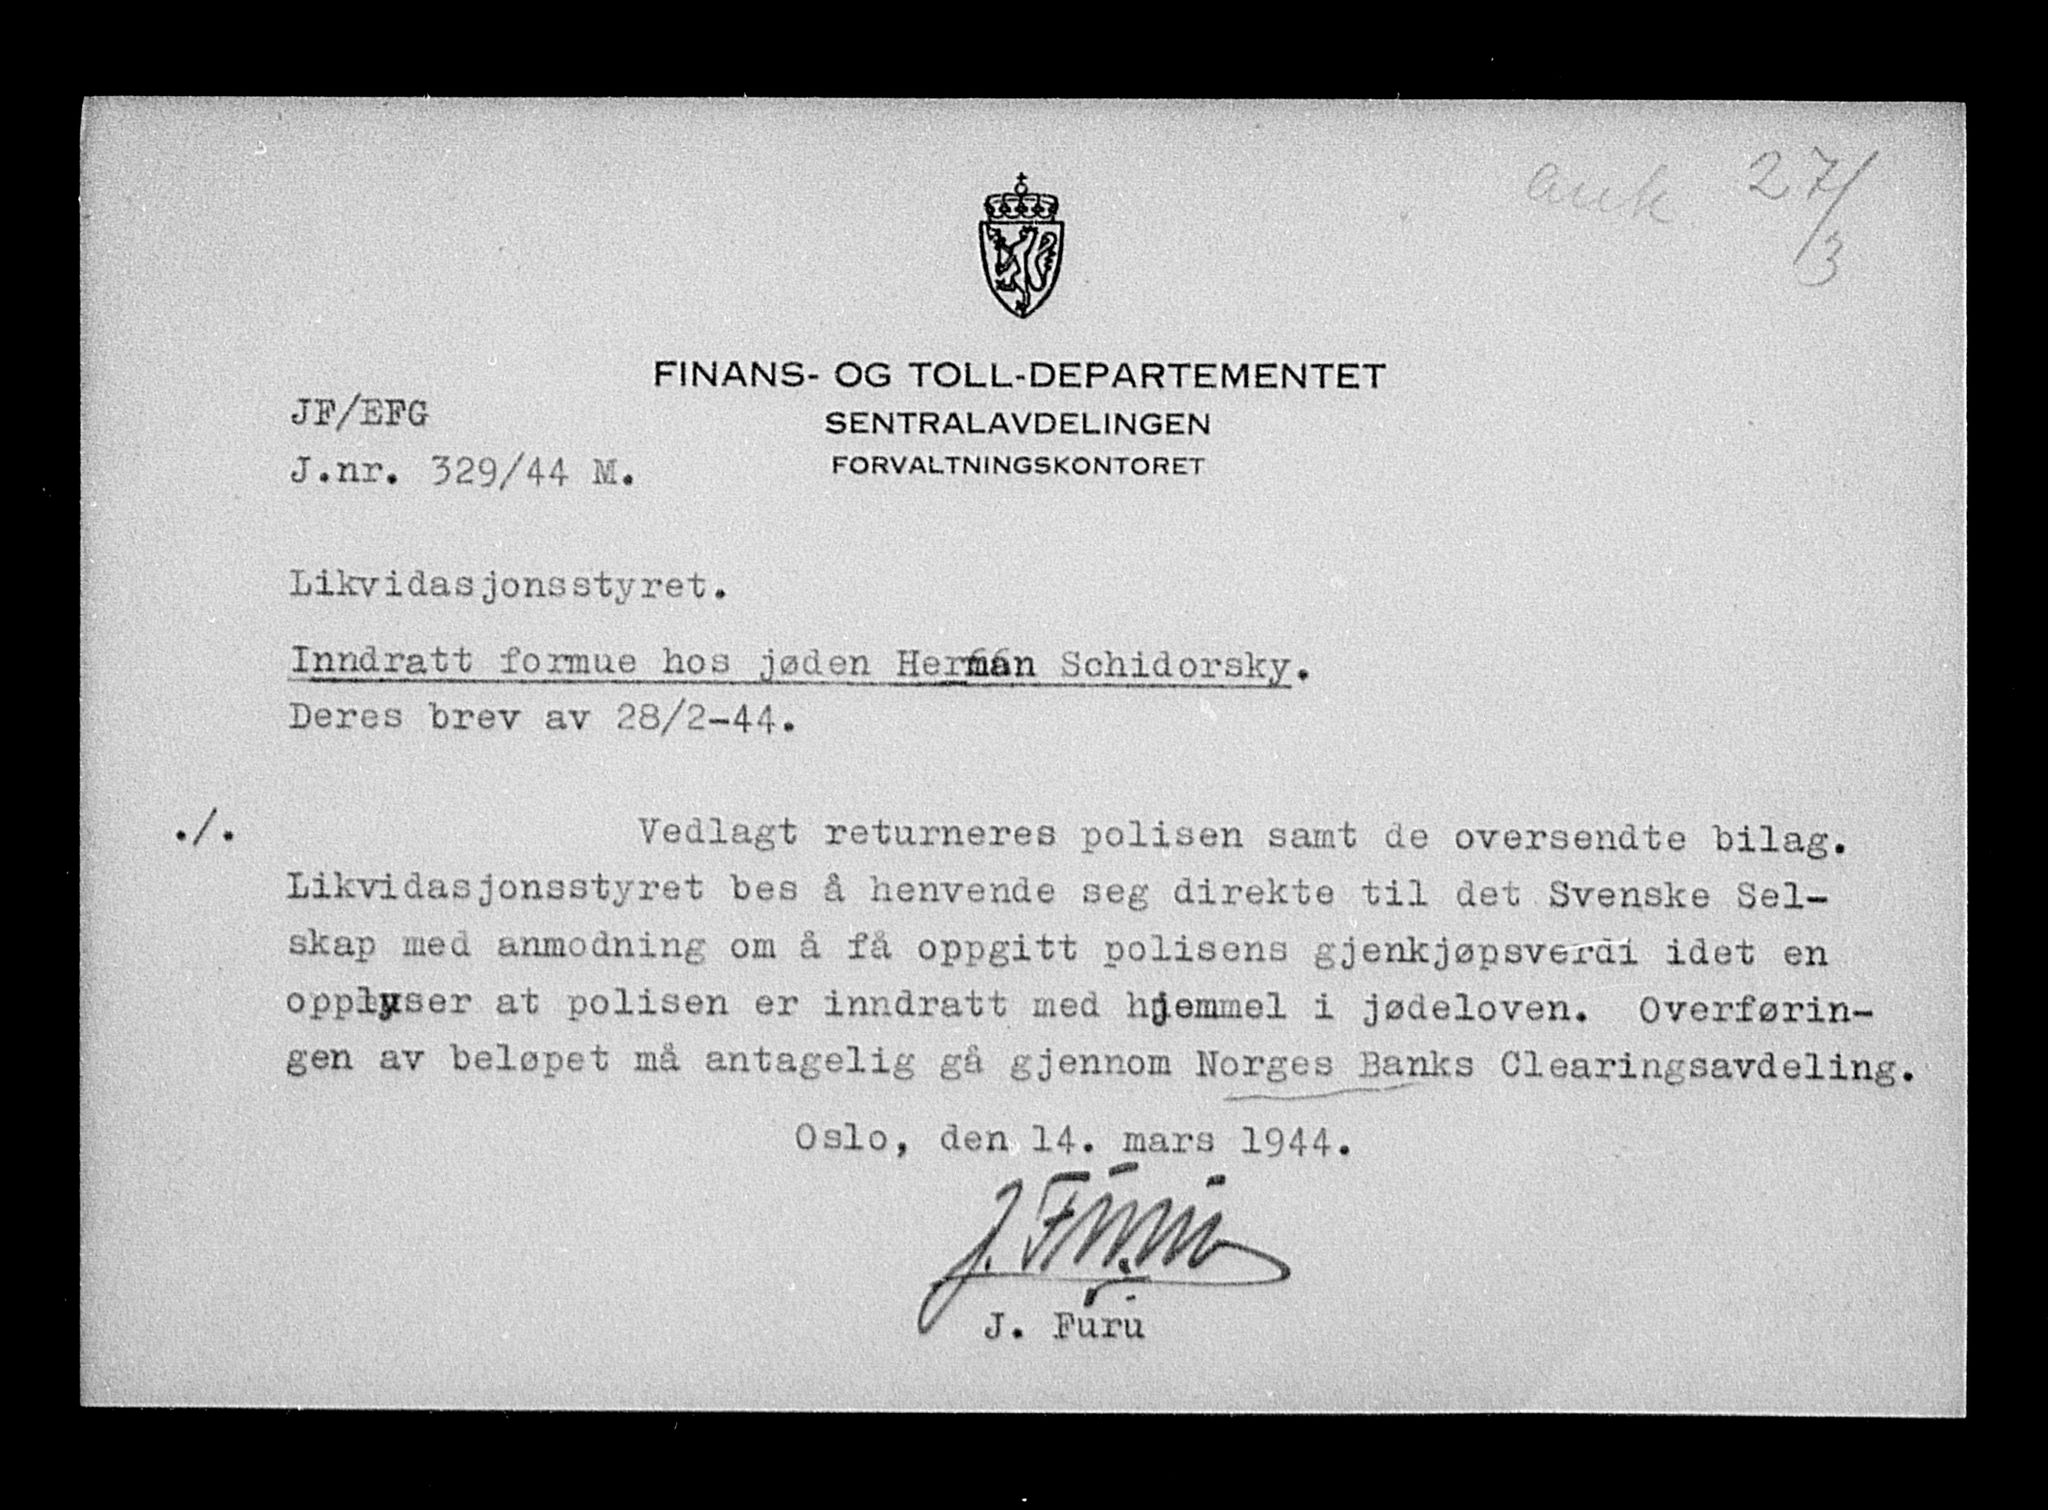 ank 27/3
FINANS- OG TOLL-DEPARTEMENTET
SENTRALAVDELINGEN
FORVALTNINGSKONTORET
JF/EFG
J.nr. 329/44 M.
Likvidasjonsstyret.
Inndratt formue hos jøden Herman Schidorsky.
Deres brev av 28/2-44.
./. Vedlagt returneres polisen samt de oversendte bilag.
Likvidasjonsstyret bes å henvende seg direkte til det Svenske Sel-
skap med anmodning om å få oppgitt polisens gjenkjøpsverdi idet en
opplyser at polisen er inndratt med hjemmel i jødeloven. Overførin-
gen av beløpet må antagelig gå gjennom Norges Banks Clearingsavdeling.
Oslo, den 14. mars 1944.
J. Furu
J. Furu